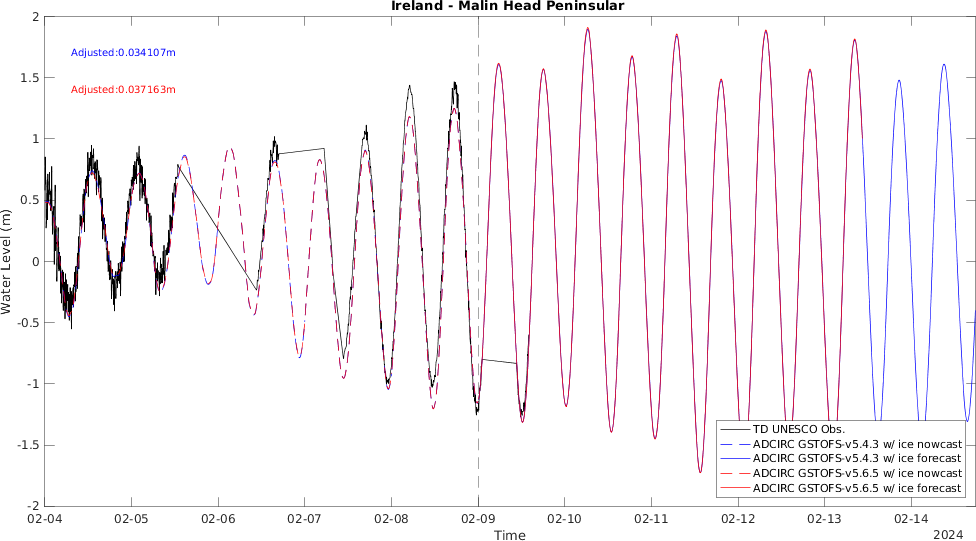 Ireland - Malin Head Peninsular
Adjusted:0.034107m
Adjusted:0.037163m
2
1.5
1
0.5
0
-0.5
-1
-1.5
-2
Water Level (m)
TD UNESCO Obs.
ADCIRC GSTOFS-v5.4.3 w/ ice nowcast
ADCIRC GSTOFS-v5.4.3 w/ ice forecast
ADCIRC GSTOFS-v5.6.5 w/ ice nowcast
ADCIRC GSTOFS-v5.6.5 w/ ice forecast
02-04 02-05 02-06 02-07 02-08 02-09 02-10 02-11 02-12 02-13 02-14
Time
2024